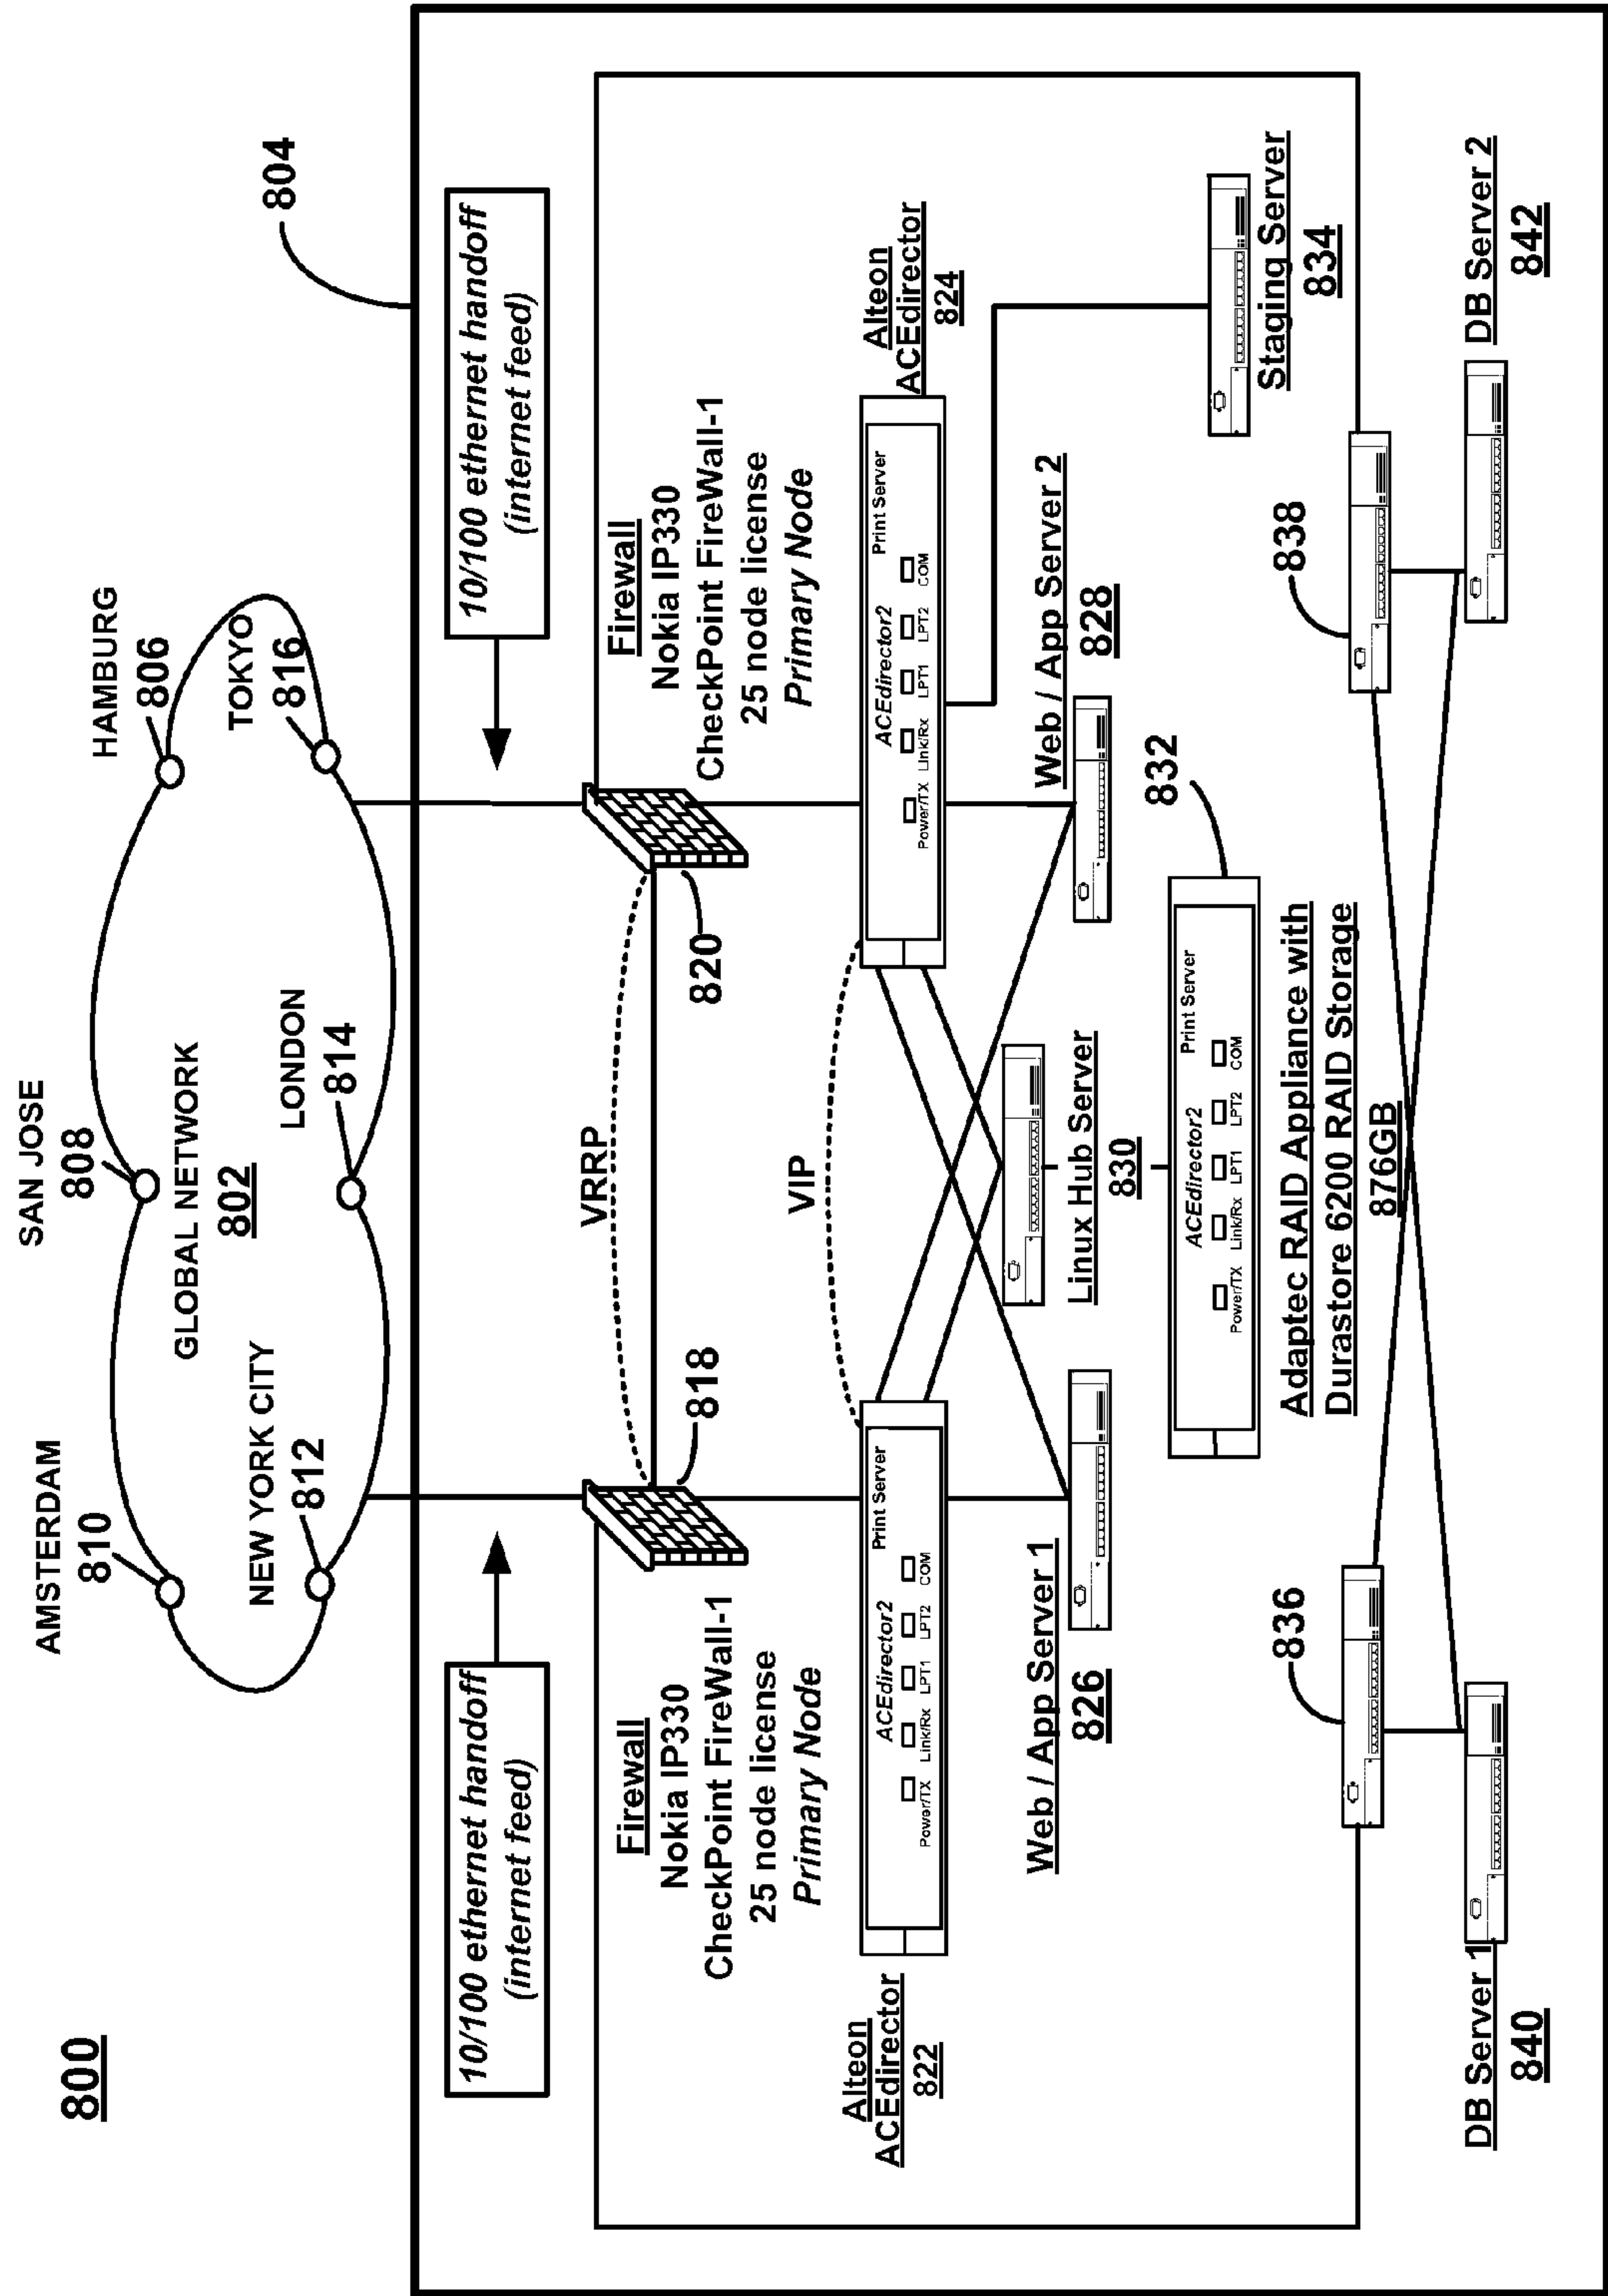 800
SAN JOSE
808
AMSTERDAM
810
HAMBURG
806
GLOBAL NETWORK
802
NEW YORK CITY
812
LONDON
814
TOKYO
816
804
10/100 ethernet handoff
(internet feed)
10/100 ethernet handoff
(internet feed)
VRRP
Firewall
Nokia IP330
CheckPoint FireWall-1
25 node license
Primary Node
818
820
Firewall
Nokia IP330
CheckPoint FireWall-1
25 node license
Primary Node
VIP
Alteon
ACEdirector
822
ACEdirector2
Print Server
Power/TX
Link/Rx
LPT1
LPT2
COM
ACEdirector2
Print Server
Power/TX
Link/Rx
LPT1
LPT2
COM
Alteon
ACEdirector
824
Web / App Server 1
826
Linux Hub Server
830
Web / App Server 2
828
832
ACEdirector2
Print Server
Power/TX
Link/Rx
LPT1
LPT2
COM
Staging Server
834
Adaptec RAID Appliance with
Durastore 6200 RAID Storage
876GB
836
838
DB Server 1
840
DB Server 2
842